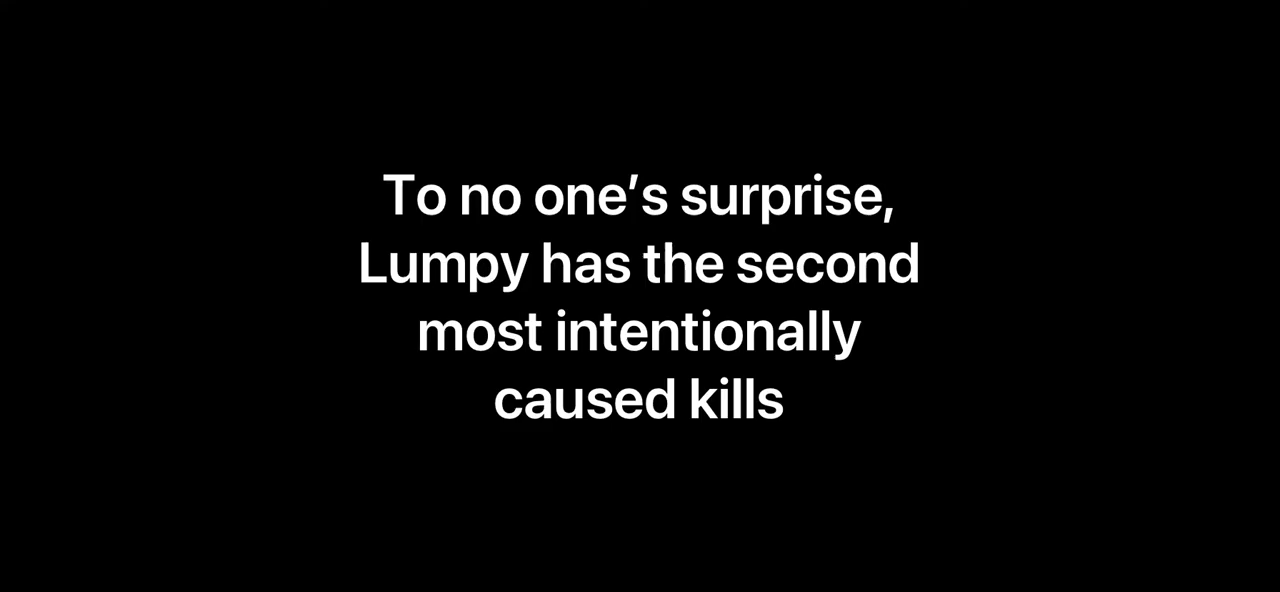 To no one’s surprise,
Lumpy has the second
most intentionally
caused kills